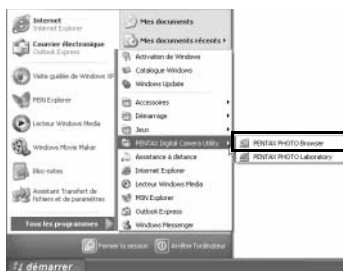 Internet
Internet Explorer
Courrier électronique
Outlook Express
Visite guidée de Windows XP
MSN Explorer
Lecteur Windows Media
Windows Movie Maker
Bloc-notes
Assistant Transfert de
fichiers et de paramètres
Tous les programmes
Mes documents
Mes documents récents
Activation de Windows
Catalogue Windows
Windows Update
Accessoires
Démarrage
Jeux
PENTAX Digital Camera Utility
Assistance à distance
Internet Explorer
Lecteur Windows Media
MSN Explorer
Outlook Express
Windows Messenger
PENTAX PHOTO Browser
PENTAX PHOTO Laboratory
Fermer la session
Arrêter l'ordinateur
démarrer